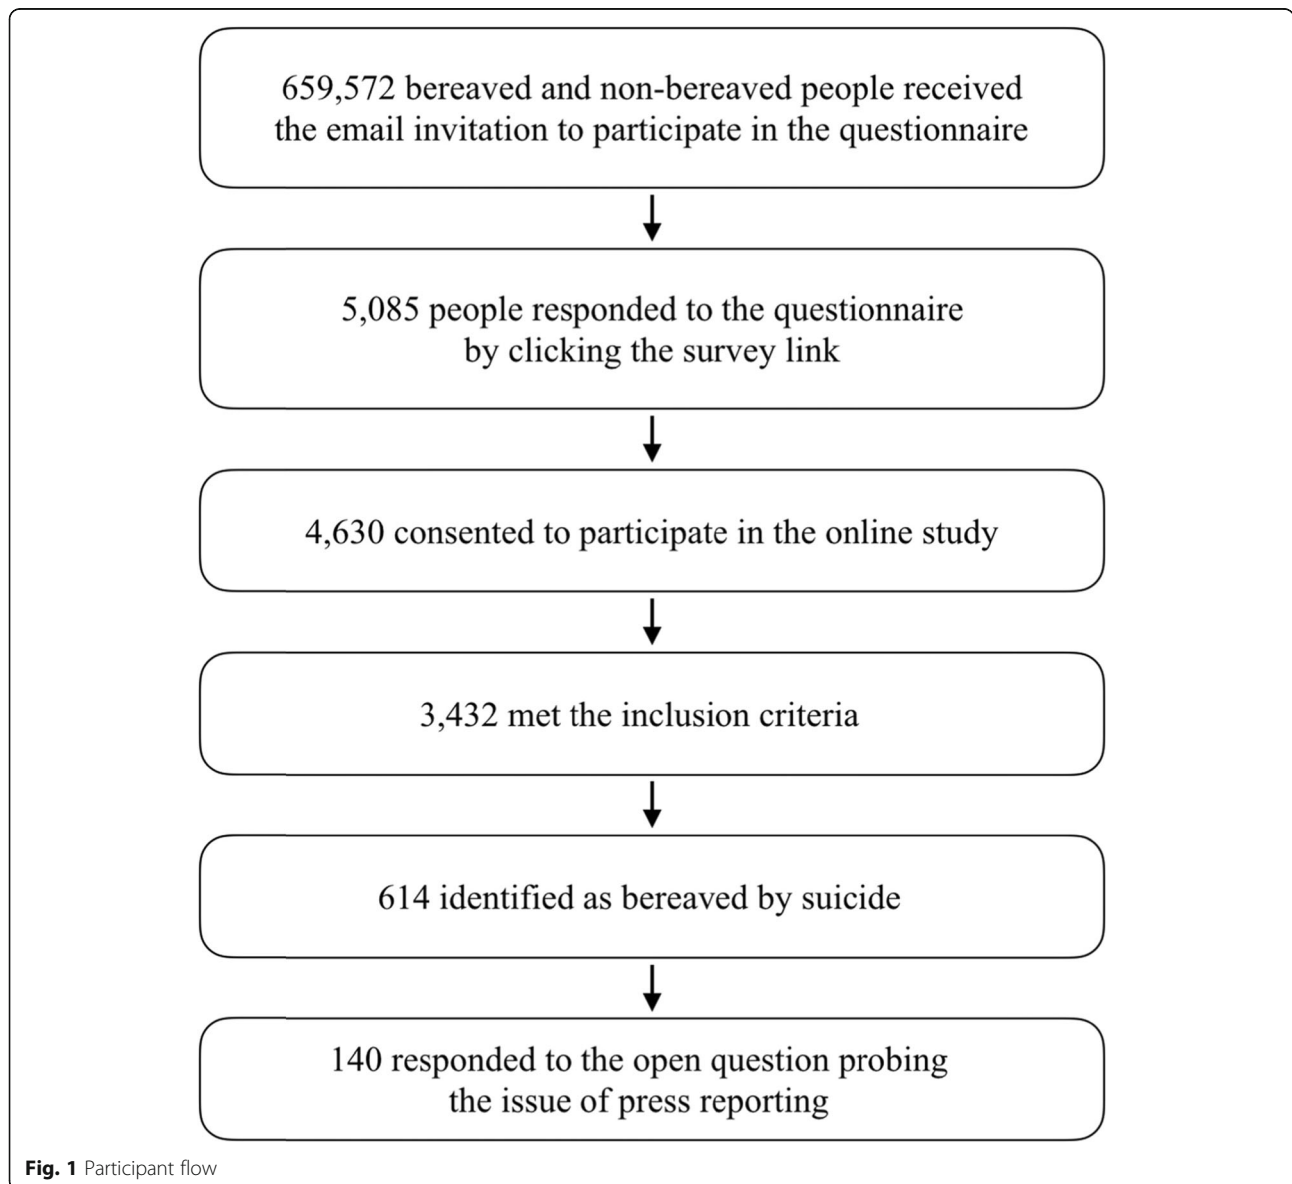 659,572 bereaved and non-bereaved people received
the email invitation to participate in the questionnaire
5,085 people responded to the questionnaire
by clicking the survey link
4,630 consented to participate in the online study
3,432 met the inclusion criteria
614 identified as bereaved by suicide
140 responded to the open question probing
the issue of press reporting
Fig. 1 Participant flow